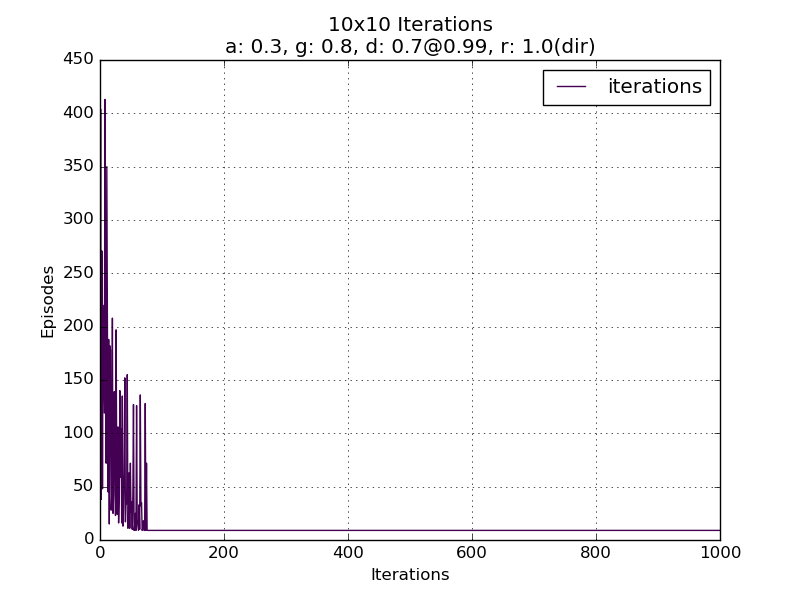 10x10 Iterations
a: 0.3, g: 0.8, d: 0.7@0.99, r: 1.0(dir)
iterations
450
400
350
300
250
200
150
100
50
0
Episodes
0 200 400 600 800 1000
Iterations